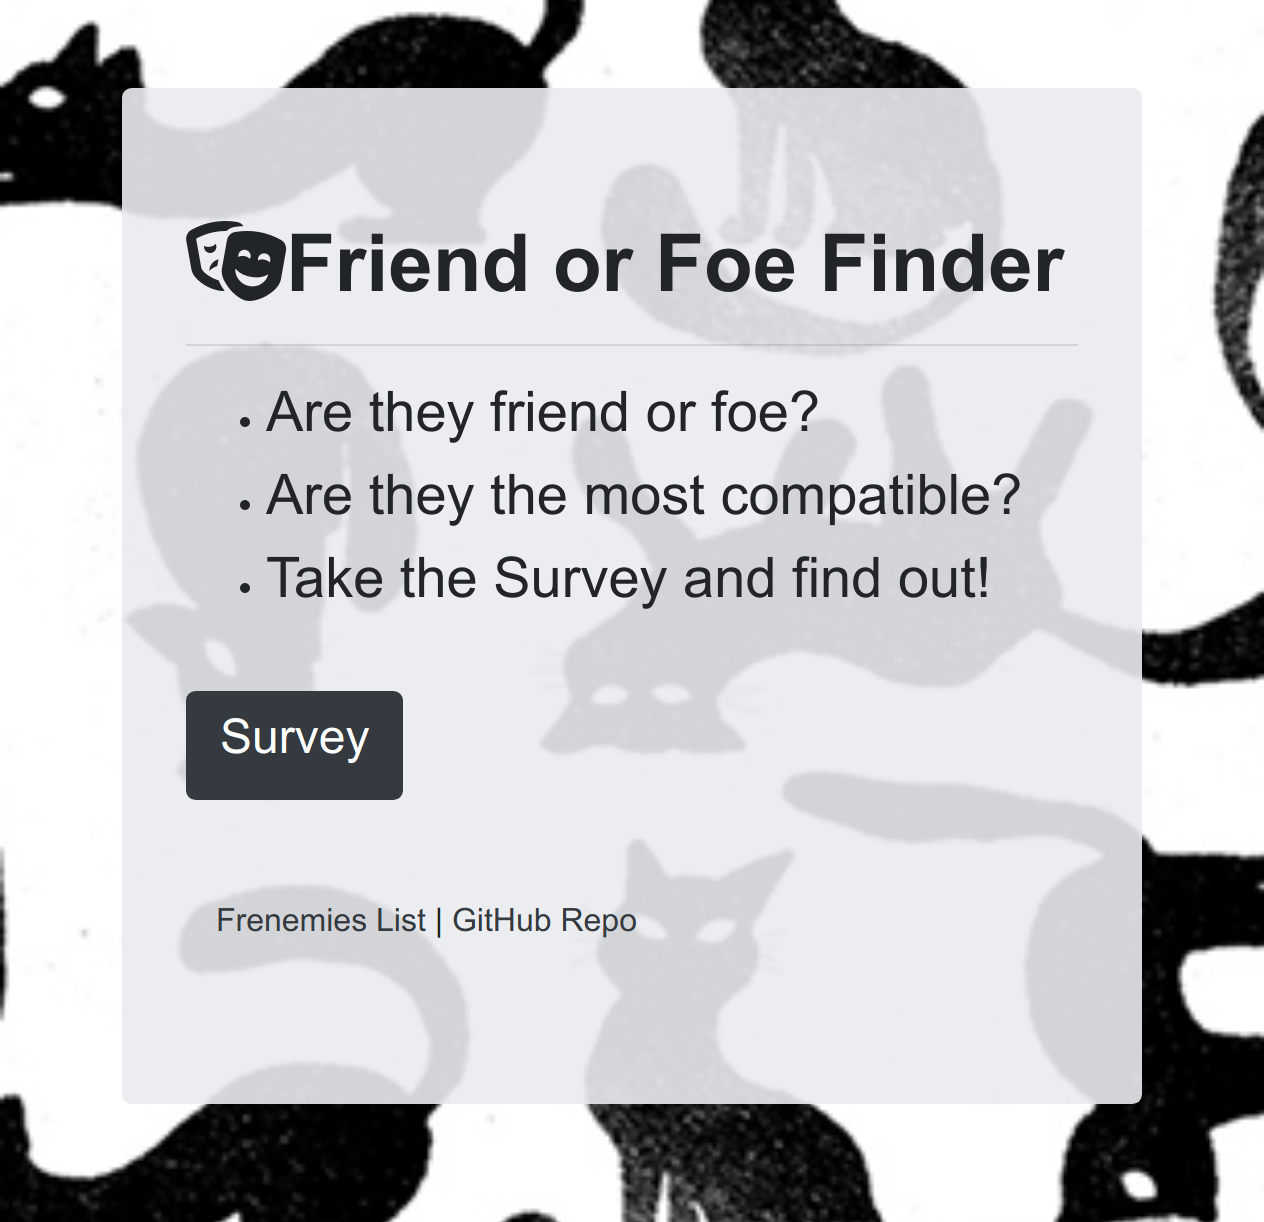 Friend or Foe Finder
• Are they friend or foe?
• Are they the most compatible?
• Take the Survey and find out!
Survey
Frenemies List | GitHub Repo